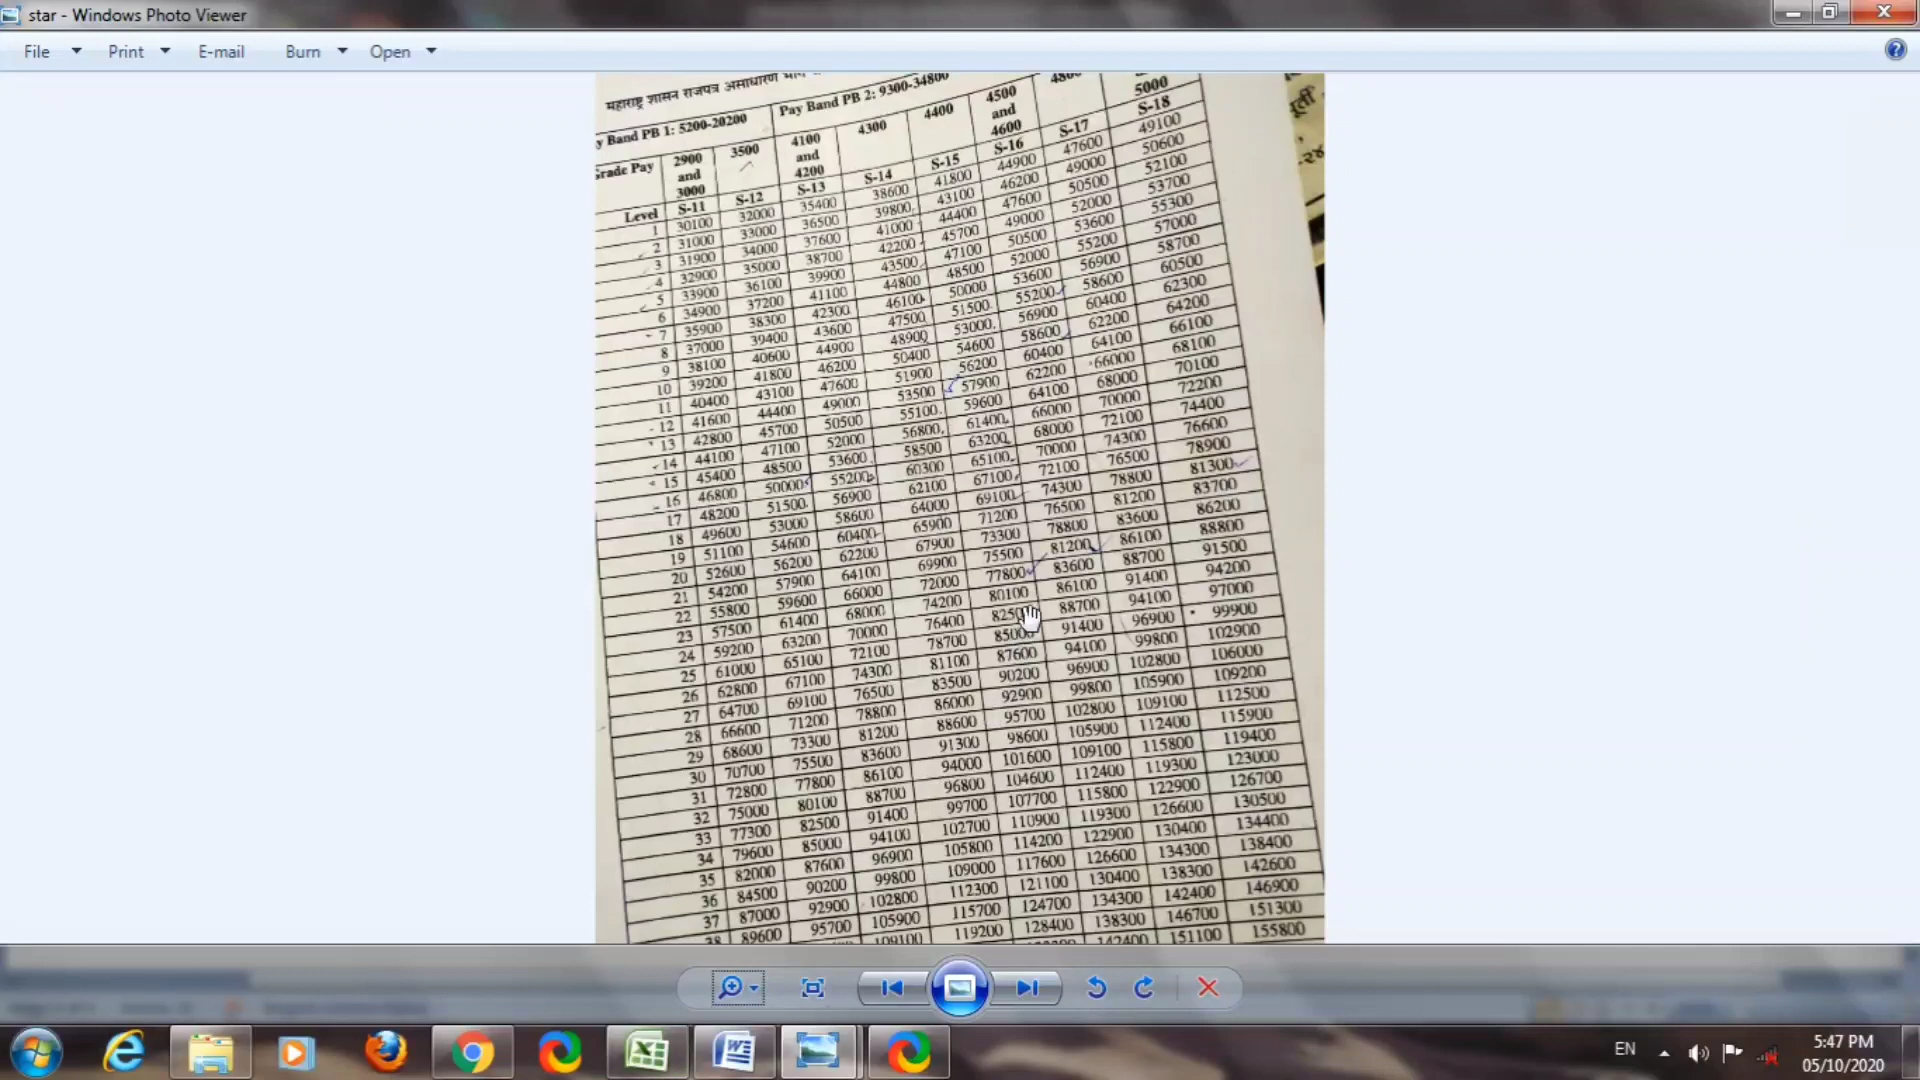 star - Windows Photo Viewer
File Print E-mail Burn Open
महाराष्ट्र शासन राजपत्र असाधारण भाग
y Band PB 1: 5200-20200 Pay Band PB 2: 9300-34800
Grade Pay 2900 and 3000 3500 4100 and 4200 4300 4400 4500 and 4600 4800 5000
Level S-11 S-12 S-13 S-14 S-15 S-16 S-17 S-18
1 30100 32000 35400 38600 41800 44900 47600 49100
2 31000 33000 36500 39800 43100 46200 49000 50600
3 31900 34000 37600 41000 44400 47600 50500 52100
4 32900 35000 38700 42200 45700 49000 52000 53700
5 33900 36100 39900 43500 47100 50500 53600 55300
6 34900 37200 41100 44800 48500 52000 55200 57000
7 35900 38300 42300 46100 50000 53600 56900 58700
8 37000 39400 43600 47500 51500 55200 58600 60500
9 38100 40600 44900 48900 53000 56900 60400 62300
10 39200 41800 46200 50400 54600 58600 62200 64200
11 40400 43100 47600 51900 56200 60400 64100 66100
12 41600 44400 49000 53500 57900 62200 66000 68100
13 42800 45700 50500 55100 59600 64100 68000 70100
14 44100 47100 52000 56800 61400 66000 70000 72200
15 45400 48500 53600 58500 63200 68000 72100 74400
16 46800 50000 55200 60300 65100 70000 74300 76600
17 48200 51500 56900 62100 67100 72100 76500 78900
18 49600 53000 58600 64000 69100 74300 78800 81300
19 51100 54600 60400 65900 71200 76500 81200 83700
20 52600 56200 62200 67900 73300 78800 83600 86200
21 54200 57900 64100 69900 75500 81200 86100 88800
22 55800 59600 66000 72000 77800 83600 88700 91500
23 57500 61400 68000 74200 80100 86100 91400 94200
24 59200 63200 70000 76400 82500 88700 94100 97000
25 61000 65100 72100 78700 85000 91400 96900 99900
26 62800 67100 74300 81100 87600 94100 99800 102900
27 64700 69100 76500 83500 90200 96900 102800 106000
28 66600 71200 78800 86000 92900 99800 105900 109200
29 68600 73300 81200 88600 95700 102800 109100 112500
30 70700 75500 83600 91300 98600 105900 112400 115900
31 72800 77800 86100 94000 101600 109100 115800 119400
32 75000 80100 88700 96800 104600 112400 119300 123000
33 77300 82500 91400 99700 107700 115800 122900 126700
34 79600 85000 94100 102700 110900 119300 126600 130500
35 82000 87600 96900 105800 114200 122900 130400 134400
36 84500 90200 99800 109000 117600 126600 134300 138400
37 87000 92900 102800 112300 121100 130400 138300 142600
38 89600 95700 105900 115700 124700 134300 142400 146900
109100 119200 128400 138300 146700 151300
142400 151100 155800
EN 5:47 PM
05/10/2020